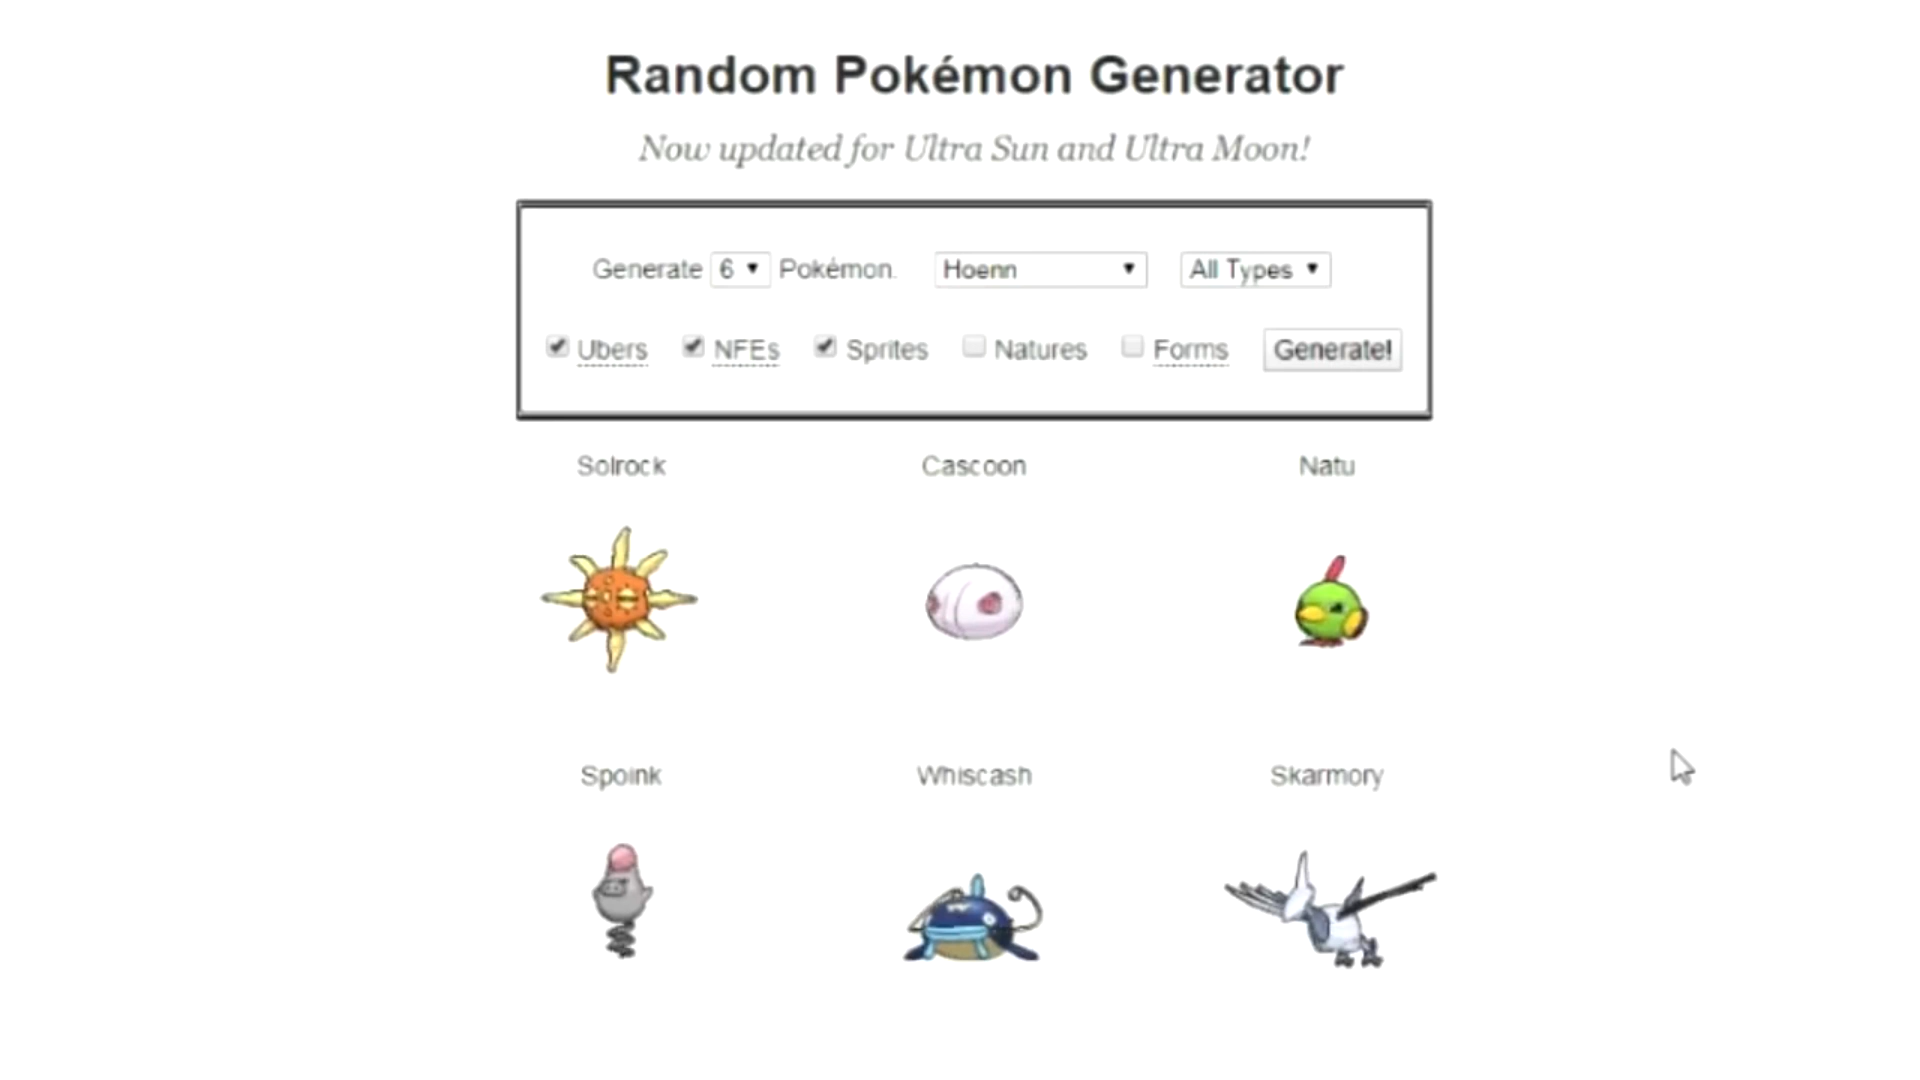 Random Pokémon Generator
Now updated for Ultra Sun and Ultra Moon!
Generate 6 Pokémon. Hoenn All Types
Ubers NFEs Sprites Natures Forms Generate!
Solrock Cascoon Natu
Spoink Whiscash Skarmory